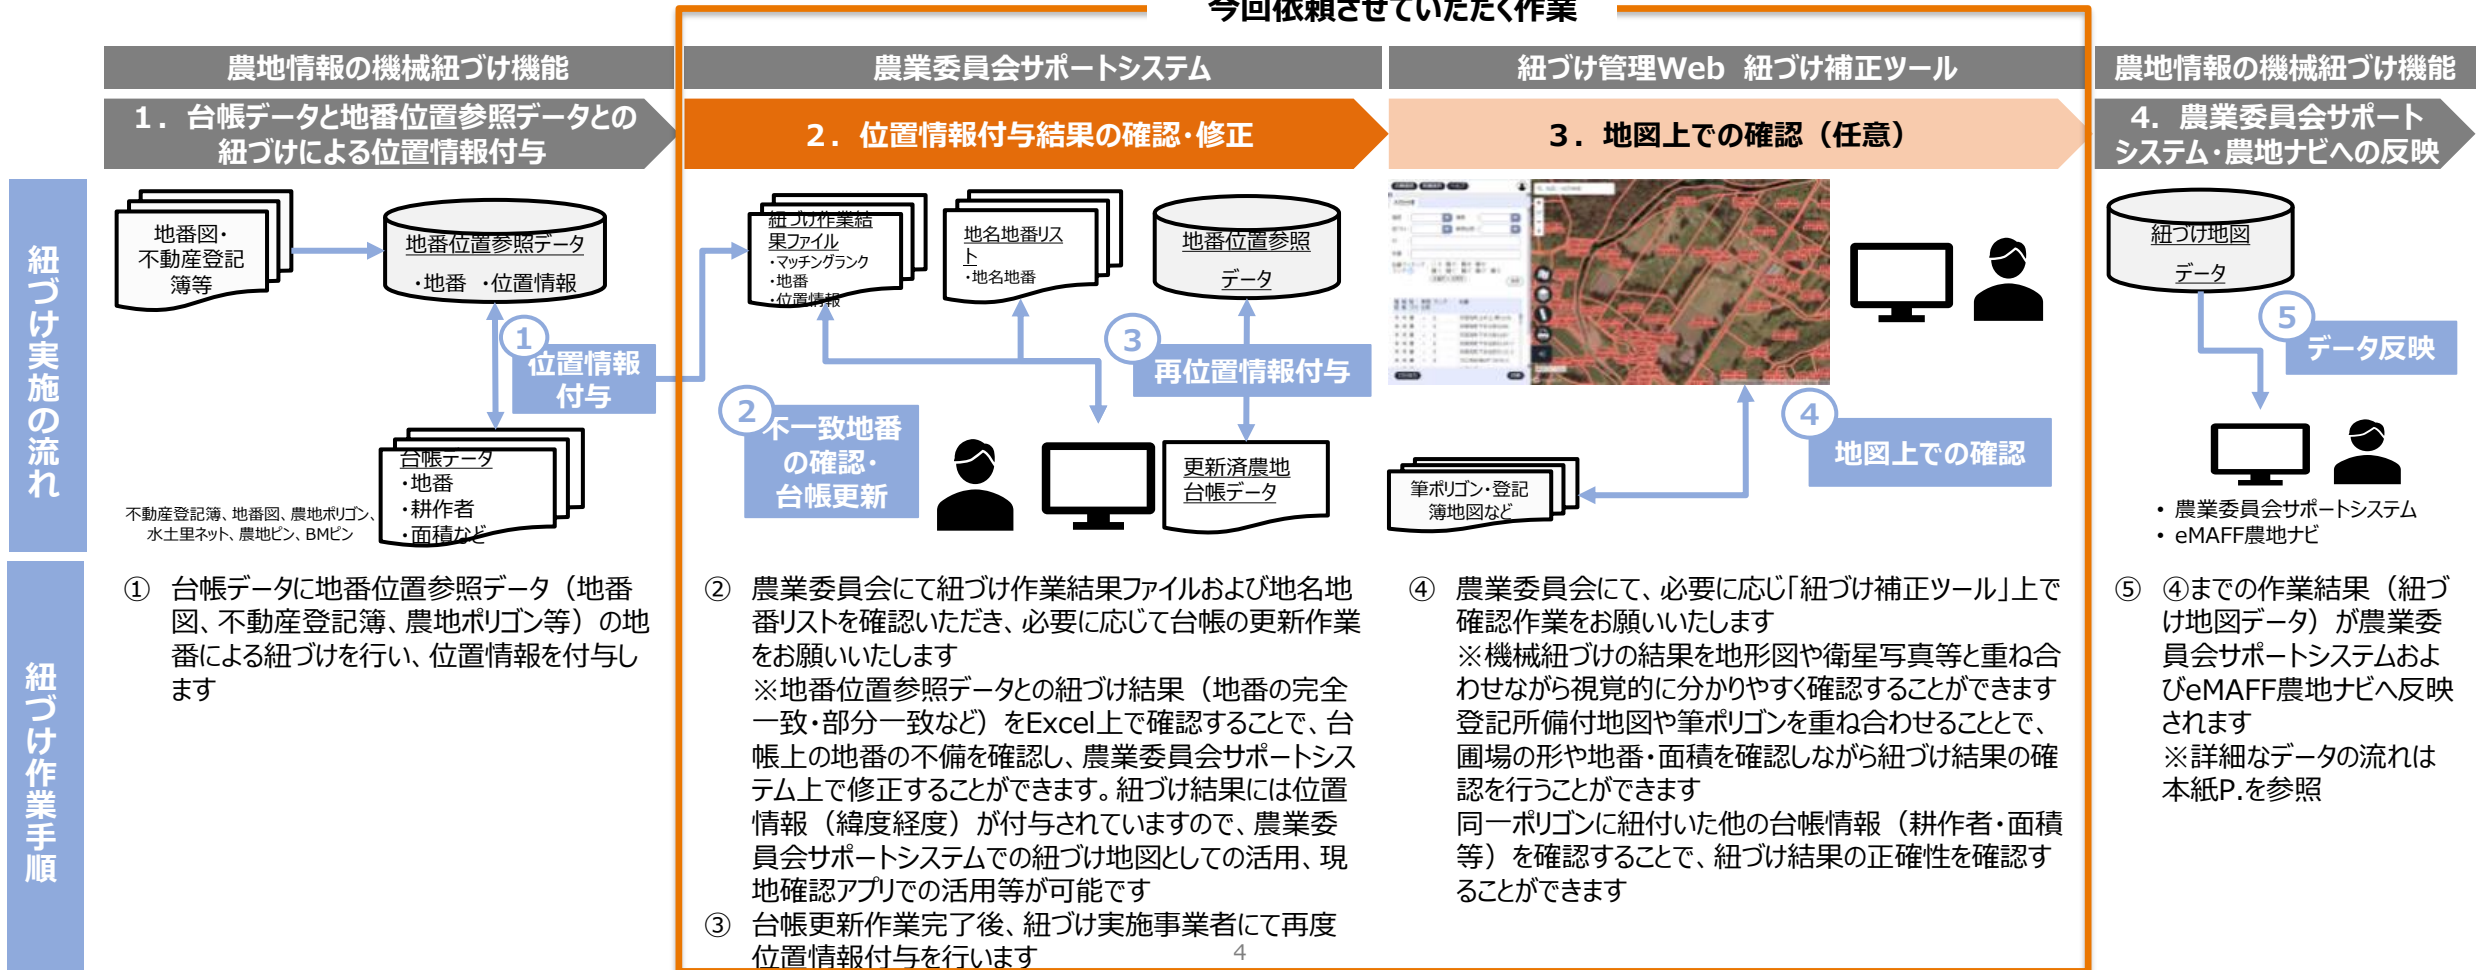 今回依頼させていただく作業
農地情報の機械紐づけ機能
農業委員会サポートシステム
紐づけ管理Web 紐づけ補正ツール
農地情報の機械紐づけ機能
1．台帳データと地番位置参照データとの
紐づけによる位置情報付与
2．位置情報付与結果の確認・修正
3．地図上での確認（任意）
4．農業委員会サポート
システム・農地ナビへの反映
紐づけ実施の流れ
地番図・
不動産登記
簿等
地番位置参照データ
・地番 ・位置情報
①
位置情報
付与
台帳データ
・地番
・耕作者
・面積など
不動産登記簿、地番図、農地ポリゴン、
水土里ネット、農地ピン、BMピン
紐づけ作業結
果ファイル
・マッチングランク
・地番
・位置情報
地名地番リス
ト
・地名地番
地番位置参照
データ
②
不一致地番
の確認・
台帳更新
③
再位置情報付与
更新済農地
台帳データ
④
地図上での確認
筆ポリゴン・登記
簿地図など
紐づけ地図
データ
⑤
データ反映
• 農業委員会サポートシステム
• eMAFF農地ナビ
紐づけ作業手順
① 台帳データに地番位置参照データ（地番
図、不動産登記簿、農地ポリゴン等）の地
番による紐づけを行い、位置情報を付与し
ます
② 農業委員会にて紐づけ作業結果ファイルおよび地名地
番リストを確認いただき、必要に応じて台帳の更新作業
をお願いいたします
※地番位置参照データとの紐づけ結果（地番の完全
一致・部分一致など）をExcel上で確認することで、台
帳上の地番の不備を確認し、農業委員会サポートシス
テム上で修正することができます。紐づけ結果には位置
情報（緯度経度）が付与されていますので、農業委
員会サポートシステムでの紐づけ地図としての活用、現
地確認アプリでの活用等が可能です
③ 台帳更新作業完了後、紐づけ実施事業者にて再度
位置情報付与を行います
④ 農業委員会にて、必要に応じ「紐づけ補正ツール」上で
確認作業をお願いいたします
※機械紐づけの結果を地形図や衛星写真等と重ね合
わせながら視覚的に分かりやすく確認することができます
登記所備付地図や筆ポリゴンを重ね合わせることとで、
圃場の形や地番・面積を確認しながら紐づけ結果の確
認を行うことができます
同一ポリゴンに紐付いた他の台帳情報（耕作者・面積
等）を確認することで、紐づけ結果の正確性を確認す
ることができます
⑤ ④までの作業結果（紐づ
け地図データ）が農業委
員会サポートシステムおよ
びeMAFF農地ナビへ反映
されます
※詳細なデータの流れは
本紙P.を参照
4